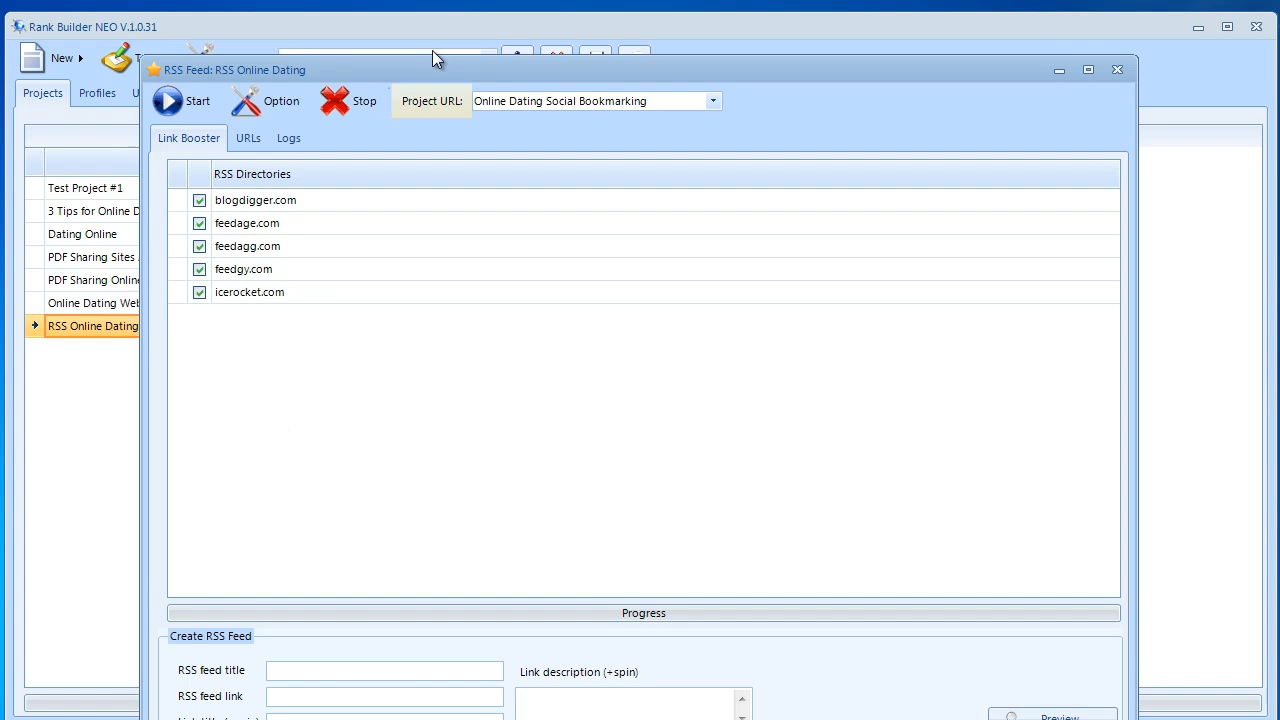 Rank Builder NEO V.1.0.31
New
RSS Feed: RSS Online Dating
Start
Option
Stop
Project URL:
Online Dating Social Bookmarking
Projects
Profiles
U
Link Booster
URLs
Logs
RSS Directories
blogdigger.com
feedage.com
feedagg.com
feedgy.com
icerocket.com
Test Project #1
3 Tips for Online D
Dating Online
PDF Sharing Sites
PDF Sharing Online
Online Dating Web
RSS Online Dating
Progress
Create RSS Feed
RSS feed title
Link description (+spin)
RSS feed link
Preview